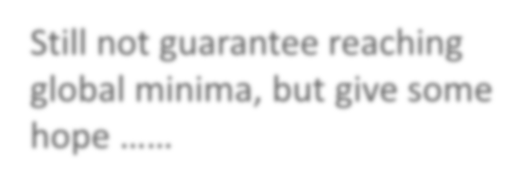 Still not guarantee reaching
global minima, but give some
hope ......